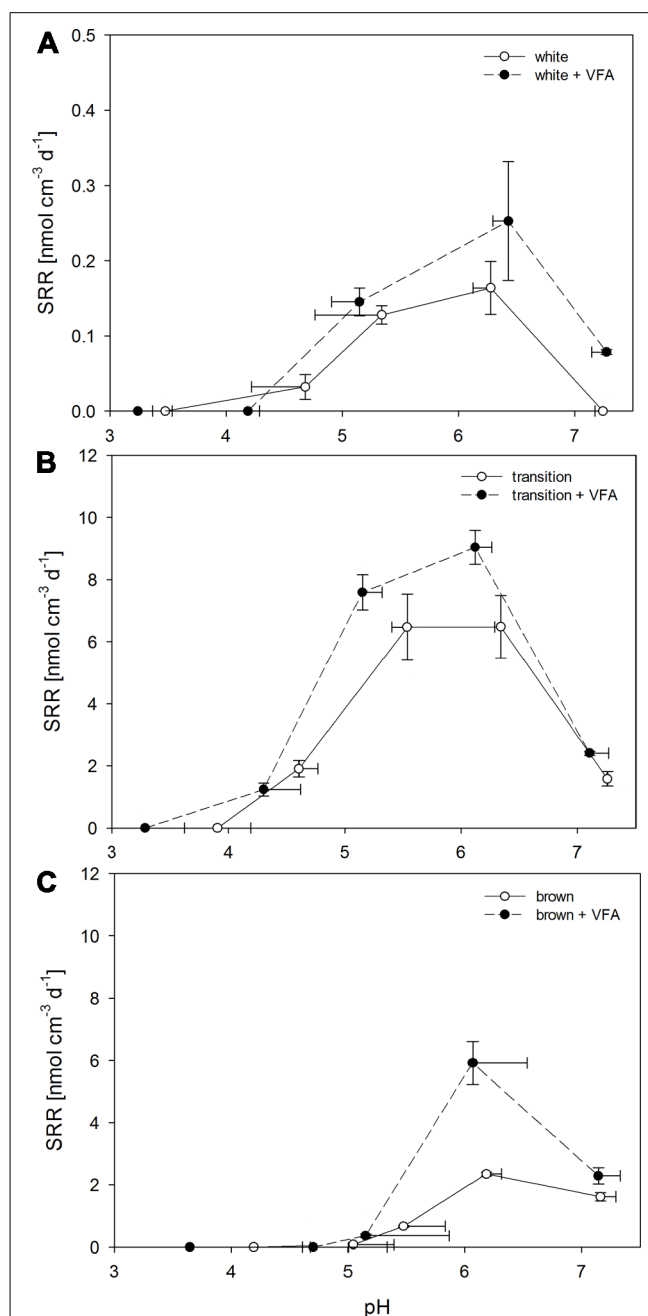 A
white
white + VFA
SRR [nmol cm⁻³ d⁻¹]
0.5
0.4
0.3
0.2
0.1
0.0
3 4 5 6 7
B
transition
transition + VFA
SRR [nmol cm⁻³ d⁻¹]
12
10
8
6
4
2
0
3 4 5 6 7
C
brown
brown + VFA
SRR [nmol cm⁻³ d⁻¹]
12
10
8
6
4
2
0
3 4 5 6 7
pH